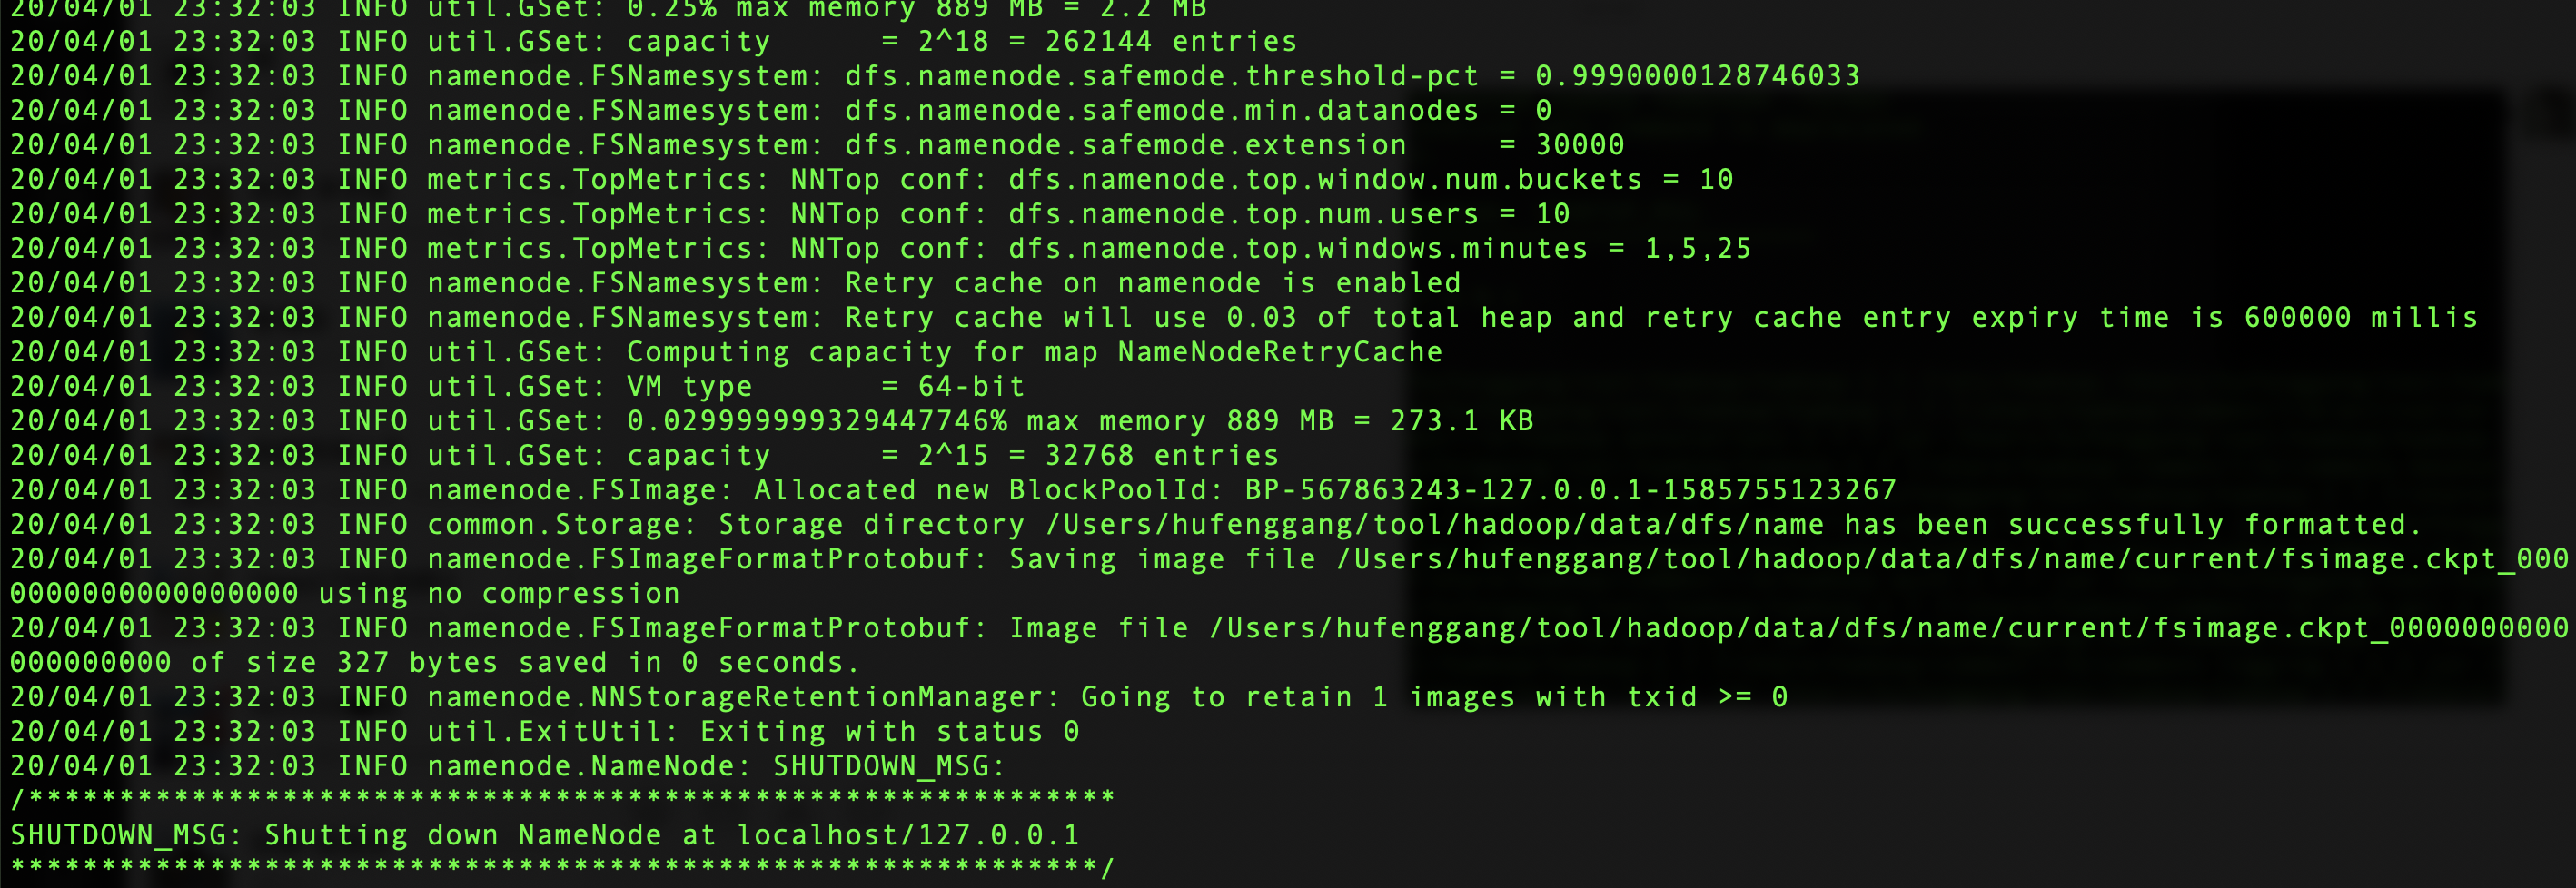 20/04/01 23:32:03 INFO util.GSet: 0.25% max memory 889 MB = 2.2 MB
20/04/01 23:32:03 INFO util.GSet: capacity      = 2^18 = 262144 entries
20/04/01 23:32:03 INFO namenode.FSNamesystem: dfs.namenode.safemode.threshold-pct = 0.9990000128746033
20/04/01 23:32:03 INFO namenode.FSNamesystem: dfs.namenode.safemode.min.datanodes = 0
20/04/01 23:32:03 INFO namenode.FSNamesystem: dfs.namenode.safemode.extension     = 30000
20/04/01 23:32:03 INFO metrics.TopMetrics: NNTop conf: dfs.namenode.top.window.num.buckets = 10
20/04/01 23:32:03 INFO metrics.TopMetrics: NNTop conf: dfs.namenode.top.num.users = 10
20/04/01 23:32:03 INFO metrics.TopMetrics: NNTop conf: dfs.namenode.top.windows.minutes = 1,5,25
20/04/01 23:32:03 INFO namenode.FSNamesystem: Retry cache on namenode is enabled
20/04/01 23:32:03 INFO namenode.FSNamesystem: Retry cache will use 0.03 of total heap and retry cache entry expiry time is 600000 millis
20/04/01 23:32:03 INFO util.GSet: Computing capacity for map NameNodeRetryCache
20/04/01 23:32:03 INFO util.GSet: VM type       = 64-bit
20/04/01 23:32:03 INFO util.GSet: 0.029999999329447746% max memory 889 MB = 273.1 KB
20/04/01 23:32:03 INFO util.GSet: capacity      = 2^15 = 32768 entries
20/04/01 23:32:03 INFO namenode.FSImage: Allocated new BlockPoolId: BP-567863243-127.0.0.1-1585755123267
20/04/01 23:32:03 INFO common.Storage: Storage directory /Users/hufenggang/tool/hadoop/data/dfs/name has been successfully formatted.
20/04/01 23:32:03 INFO namenode.FSImageFormatProtobuf: Saving image file /Users/hufenggang/tool/hadoop/data/dfs/name/current/fsimage.ckpt_000
0000000000000000 using no compression
20/04/01 23:32:03 INFO namenode.FSImageFormatProtobuf: Image file /Users/hufenggang/tool/hadoop/data/dfs/name/current/fsimage.ckpt_0000000000
000000000 of size 327 bytes saved in 0 seconds.
20/04/01 23:32:03 INFO namenode.NNStorageRetentionManager: Going to retain 1 images with txid >= 0
20/04/01 23:32:03 INFO util.ExitUtil: Exiting with status 0
20/04/01 23:32:03 INFO namenode.NameNode: SHUTDOWN_MSG:
/************************************************************
SHUTDOWN_MSG: Shutting down NameNode at localhost/127.0.0.1
************************************************************/